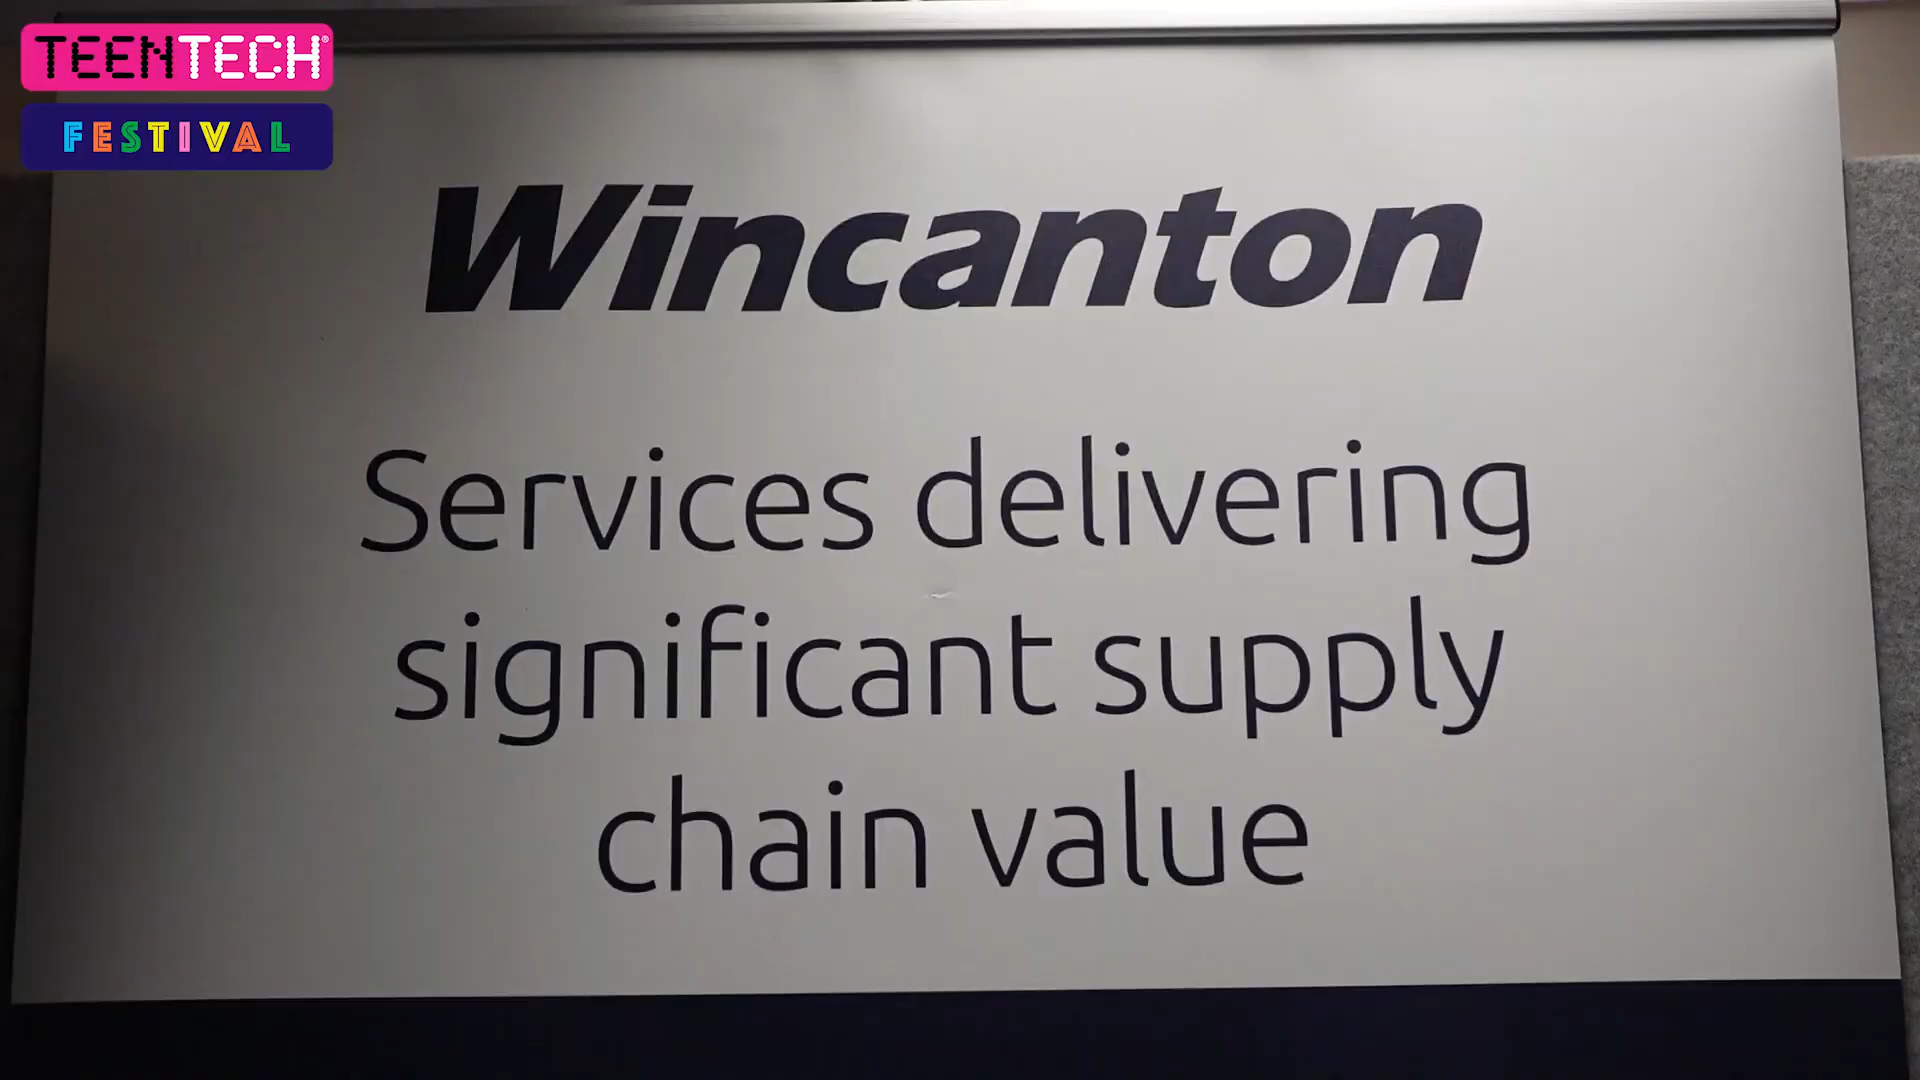 TEENTECH®
FESTIVAL
Wincanton
Services delivering
significant supply
chain value